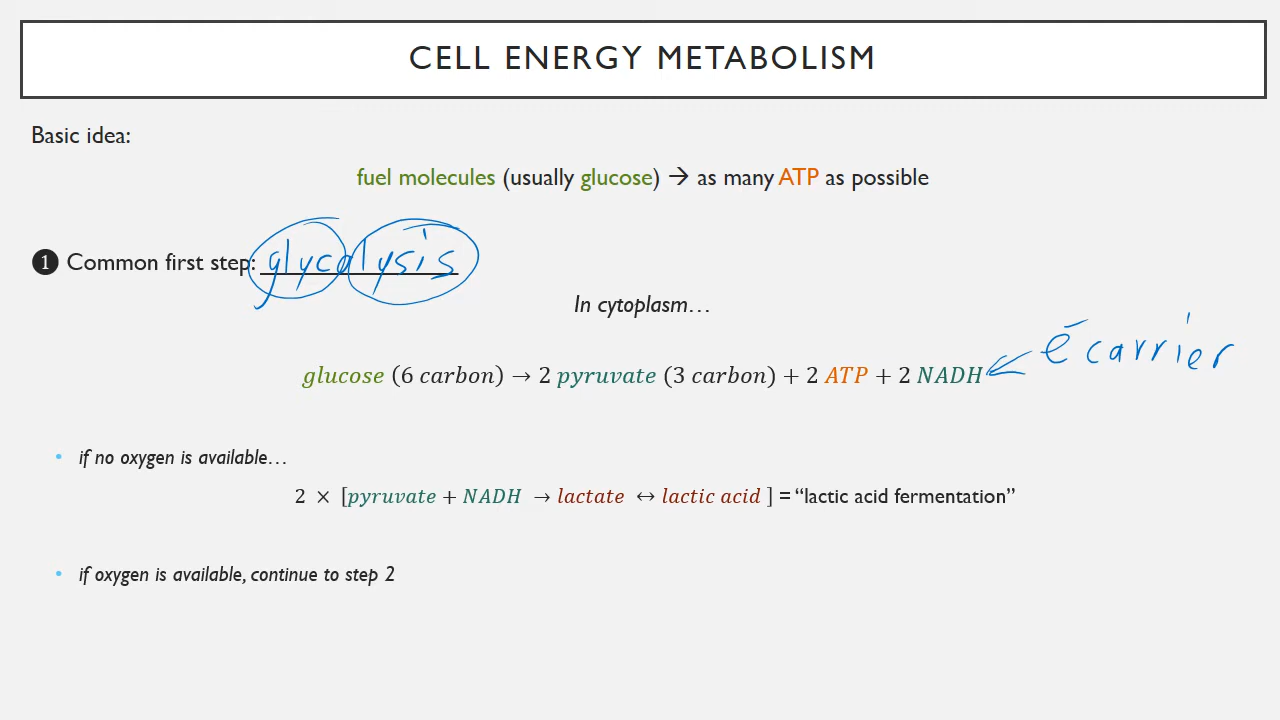 CELL ENERGY METABOLISM
Basic idea:
fuel molecules (usually glucose) → as many ATP as possible
❶ Common first step: glycolysis
In cytoplasm…
e⁻ carrier
glucose (6 carbon) → 2 pyruvate (3 carbon) + 2 ATP + 2 NADH
• if no oxygen is available…
2 × [pyruvate + NADH → lactate ↔ lactic acid ] = “lactic acid fermentation”
• if oxygen is available, continue to step 2